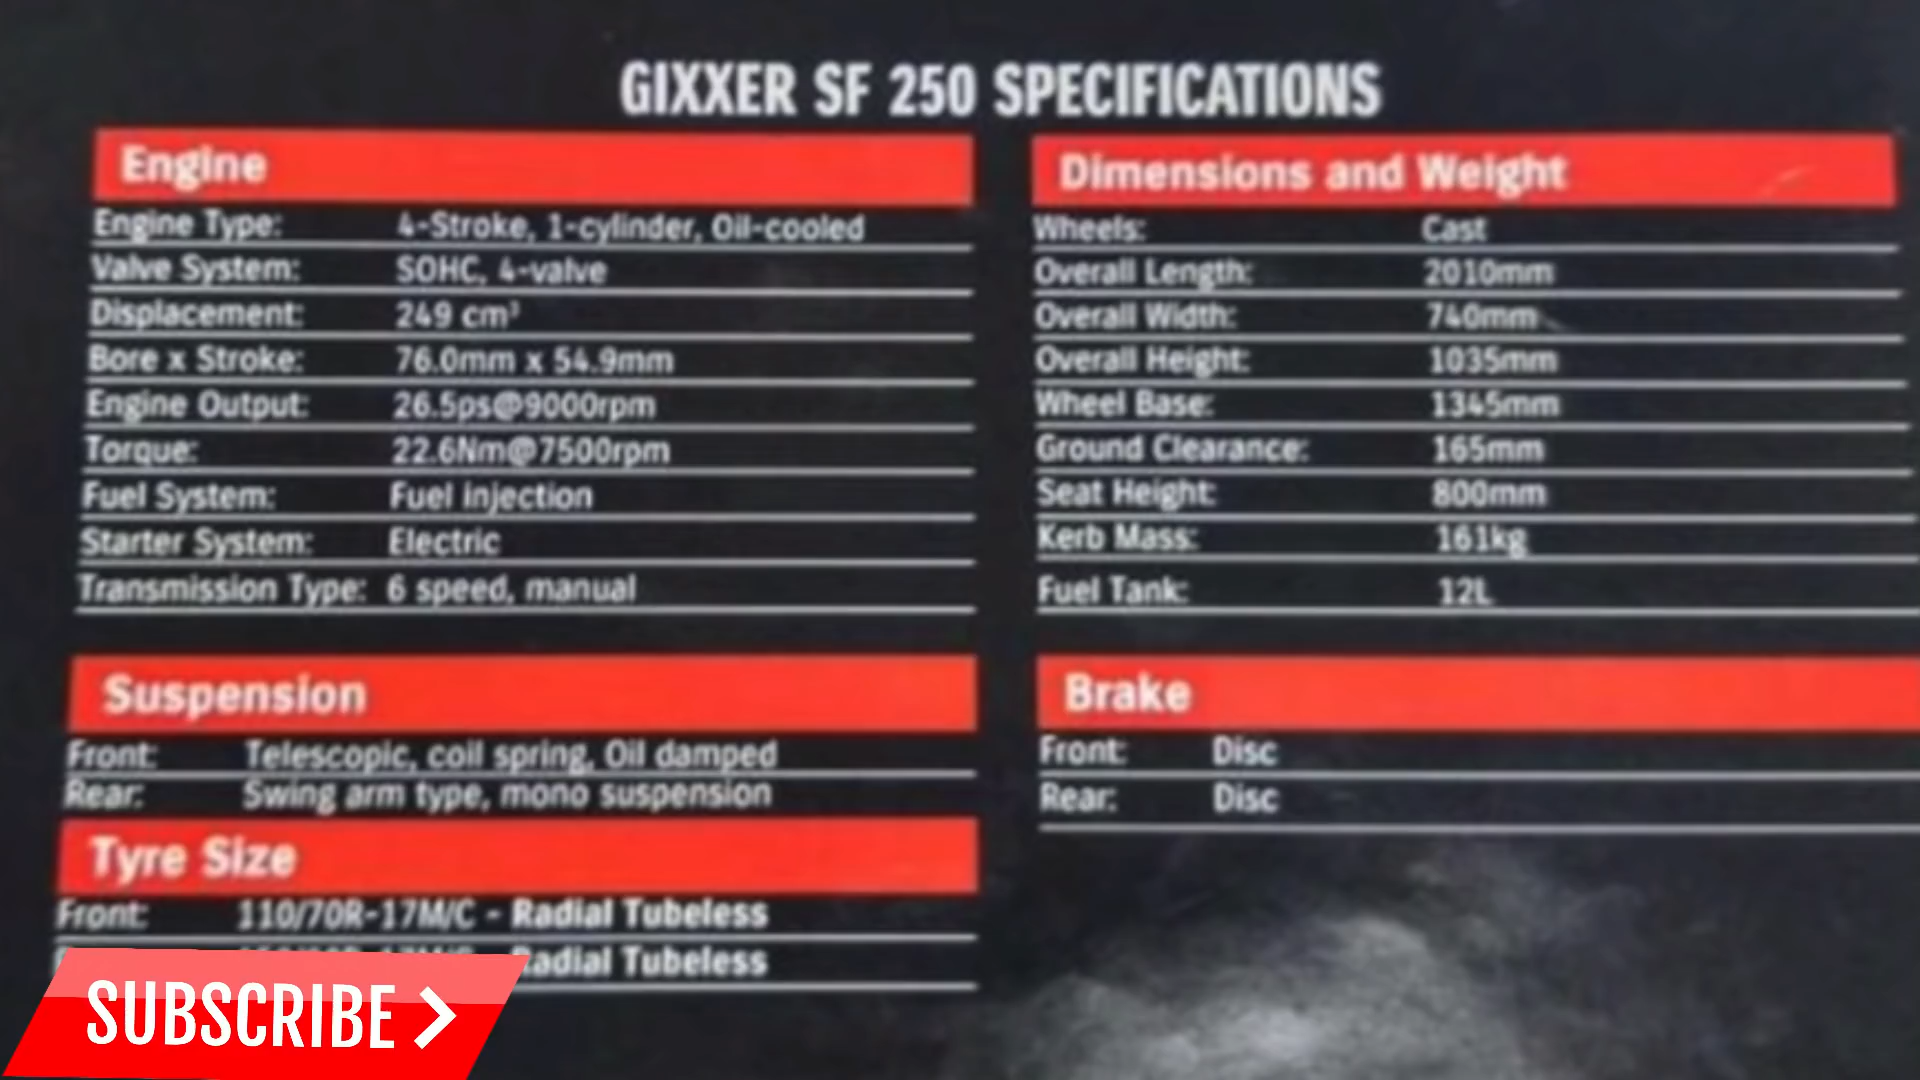 GIXXER SF 250 SPECIFICATIONS
Engine
Engine Type: 4-Stroke, 1-cylinder, Oil-cooled
Valve System: SOHC, 4-valve
Displacement: 249 cm³
Bore x Stroke: 76.0mm x 54.9mm
Engine Output: 26.5ps@9000rpm
Torque: 22.6Nm@7500rpm
Fuel System: Fuel injection
Starter System: Electric
Transmission Type: 6 speed, manual
Dimensions and Weight
Wheels: Cast
Overall Length: 2010mm
Overall Width: 740mm
Overall Height: 1035mm
Wheel Base: 1345mm
Ground Clearance: 165mm
Seat Height: 800mm
Kerb Mass: 161kg
Fuel Tank: 12L
Suspension
Front: Telescopic, coil spring, Oil damped
Rear: Swing arm type, mono suspension
Brake
Front: Disc
Rear: Disc
Tyre Size
Front: 110/70R-17M/C - Radial Tubeless
Radial Tubeless
SUBSCRIBE